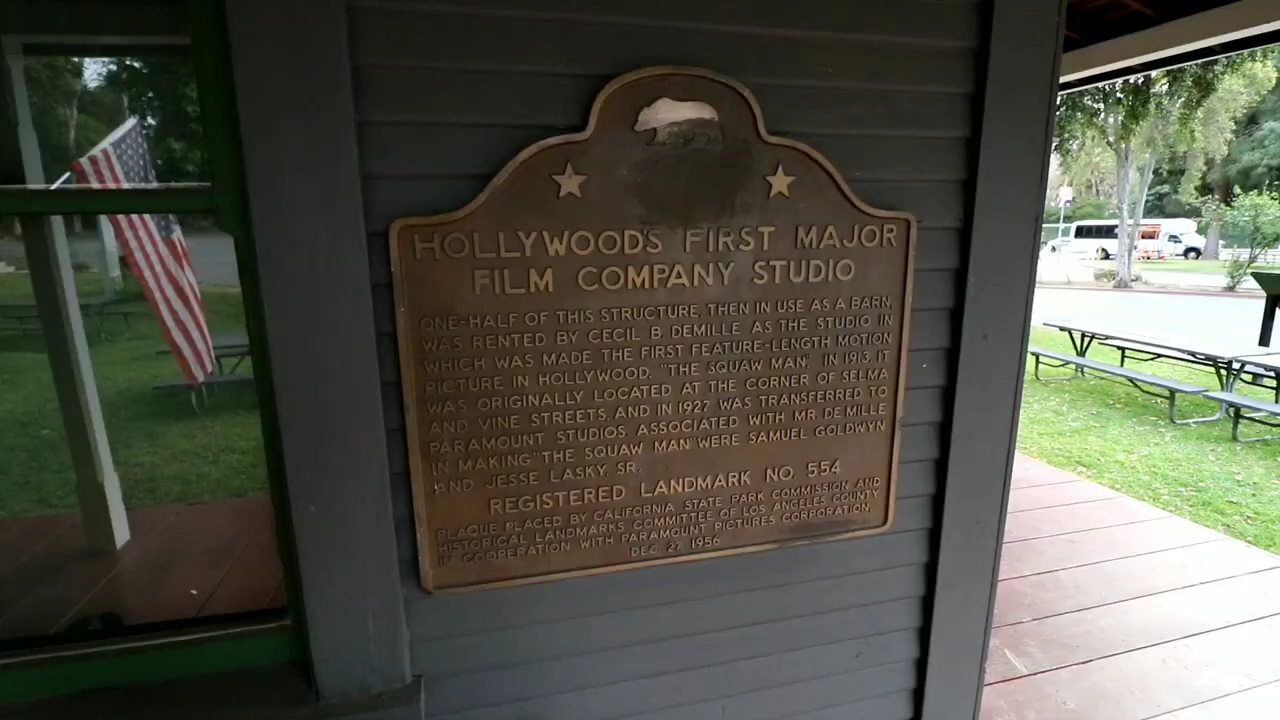 HOLLYWOOD'S FIRST MAJOR
FILM COMPANY STUDIO
ONE-HALF OF THIS STRUCTURE, THEN IN USE AS A BARN,
WAS RENTED BY CECIL B. DEMILLE AS THE STUDIO IN
WHICH WAS MADE THE FIRST FEATURE-LENGTH MOTION
PICTURE IN HOLLYWOOD, "THE SQUAW MAN," IN 1913. IT
WAS ORIGINALLY LOCATED AT THE CORNER OF SELMA
AND VINE STREETS, AND IN 1927 WAS TRANSFERRED TO
PARAMOUNT STUDIOS. ASSOCIATED WITH MR. DE MILLE
IN MAKING "THE SQUAW MAN" WERE SAMUEL GOLDWYN
AND JESSE LASKY, SR.
REGISTERED LANDMARK NO. 554
PLAQUE PLACED BY CALIFORNIA STATE PARK COMMISSION AND
HISTORICAL LANDMARKS COMMITTEE OF LOS ANGELES COUNTY
IN COOPERATION WITH PARAMOUNT PICTURES CORPORATION,
DEC. 27, 1956